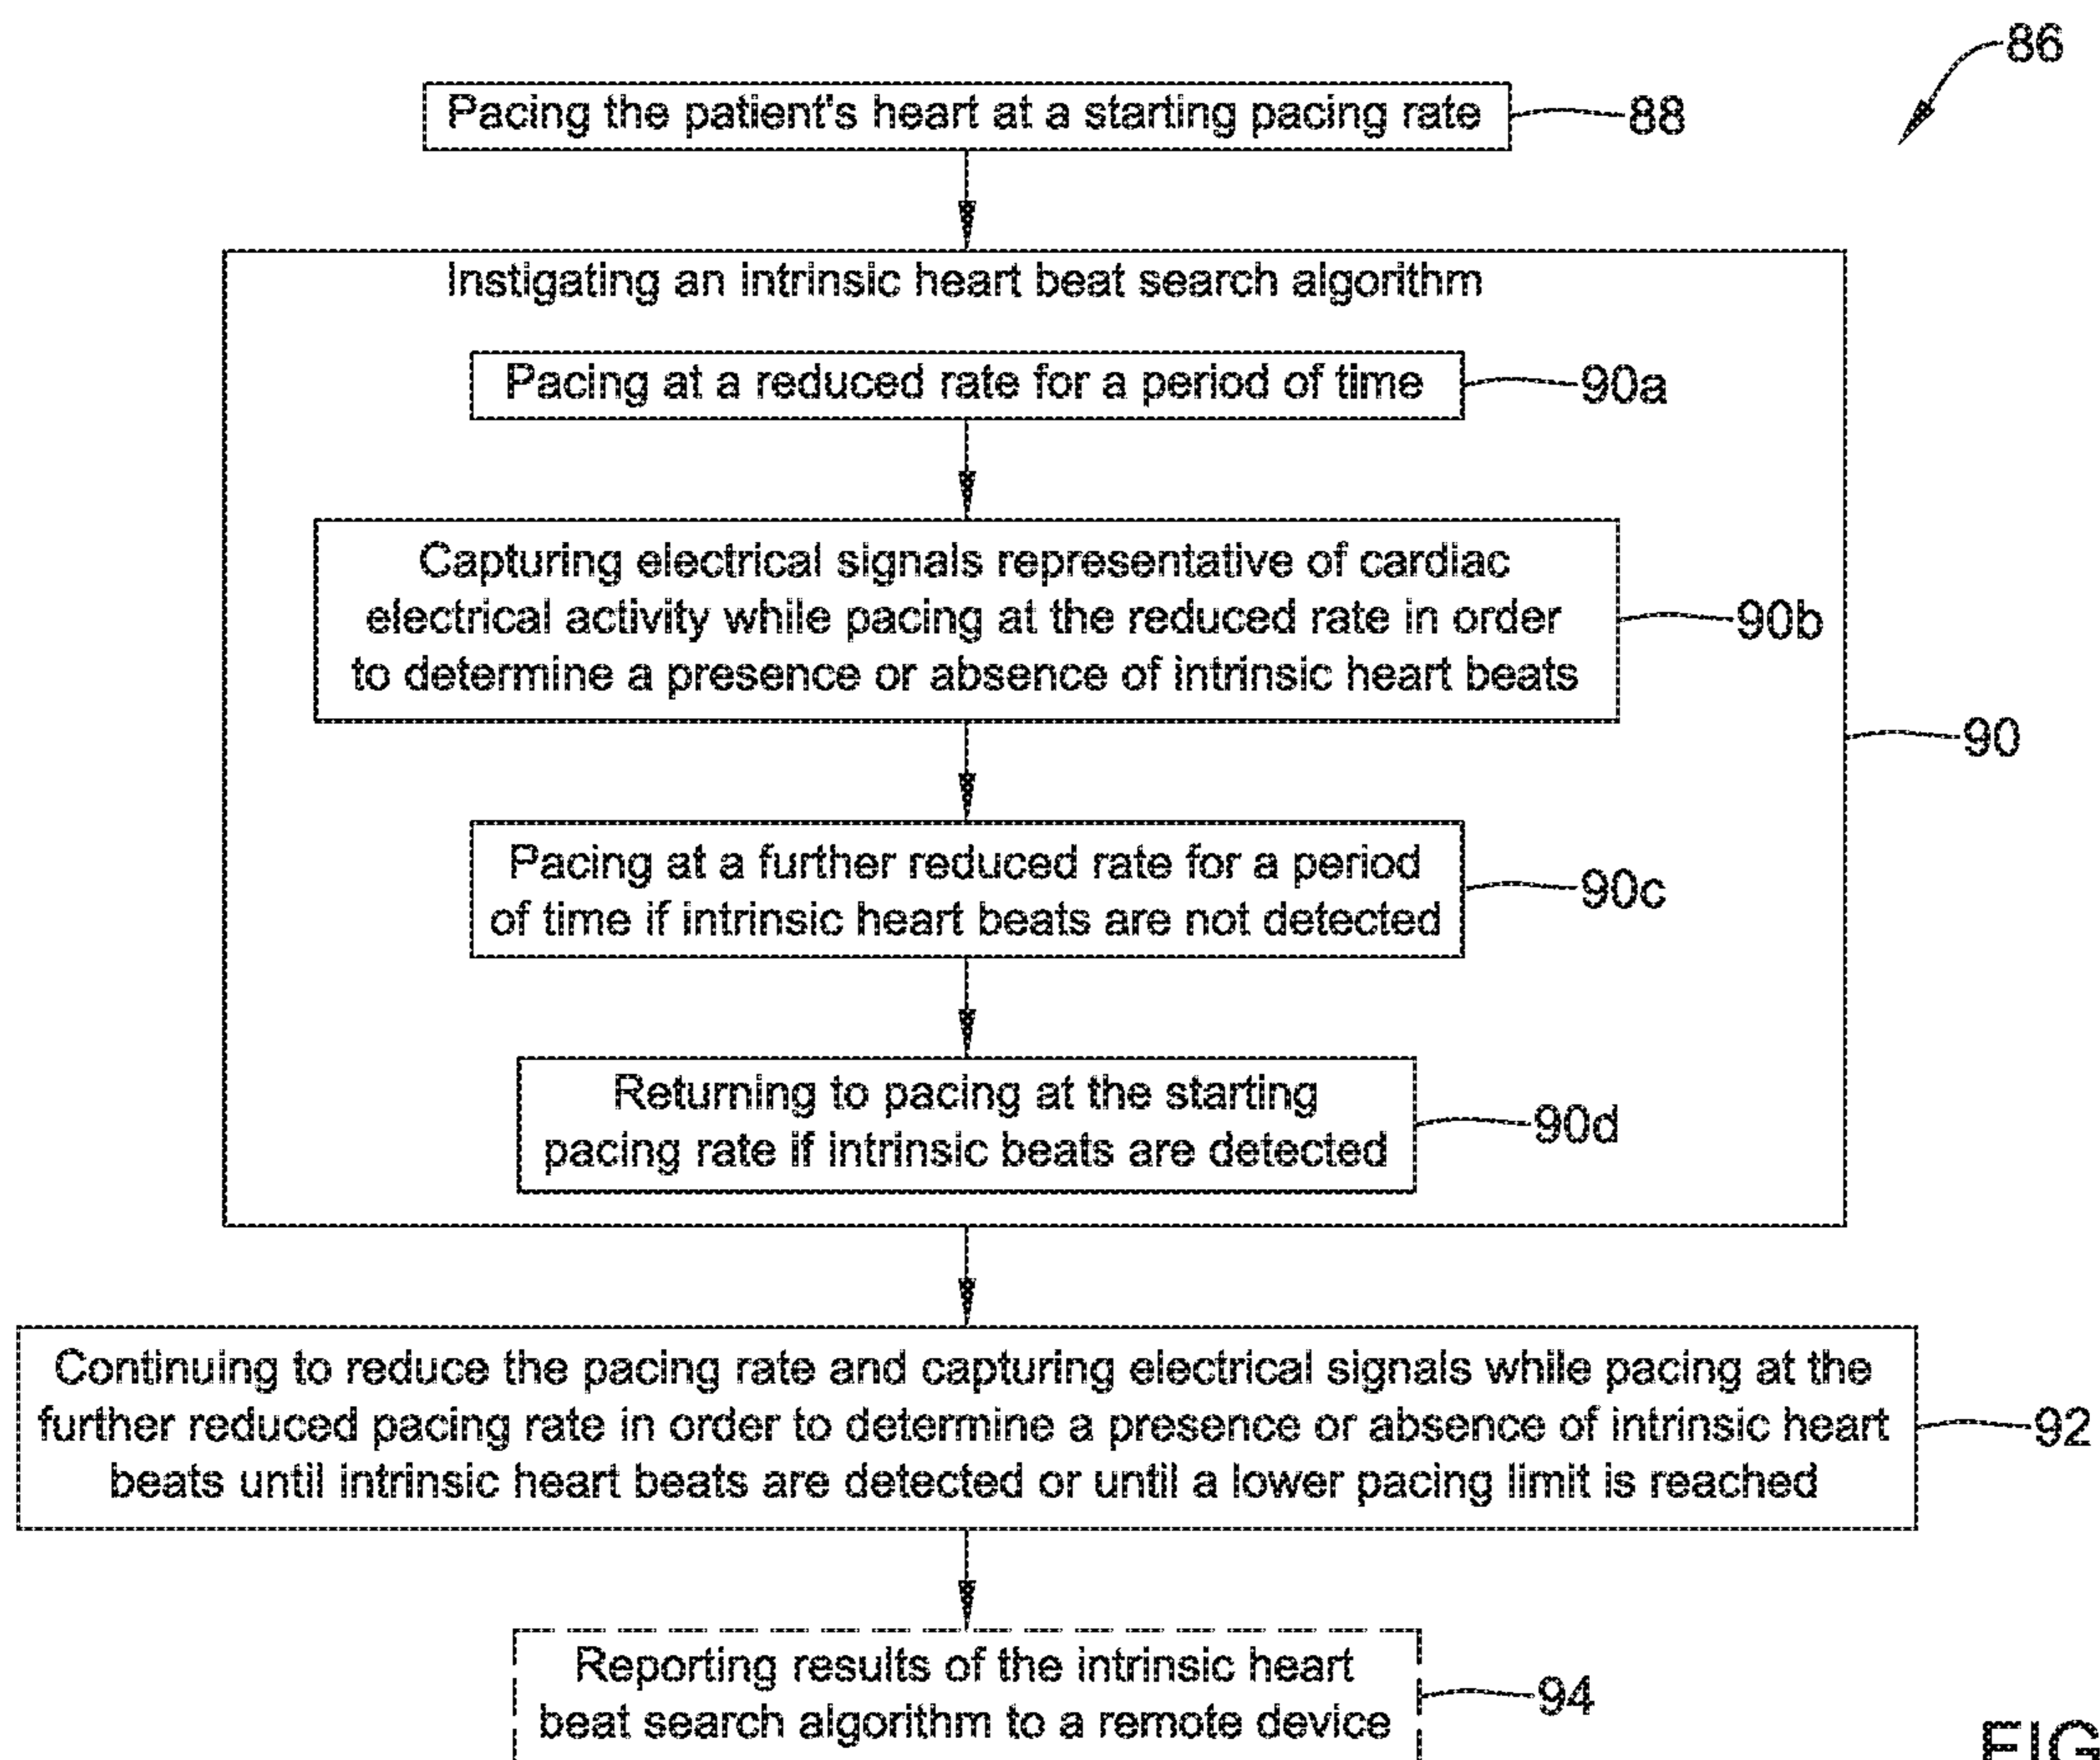 86
Pacing the patient's heart at a starting pacing rate
88
Instigating an intrinsic heart beat search algorithm
Pacing at a reduced rate for a period of time
90a
Capturing electrical signals representative of cardiac
electrical activity while pacing at the reduced rate in order
to determine a presence or absence of intrinsic heart beats
90b
90
Pacing at a further reduced rate for a period
of time if intrinsic heart beats are not detected
90c
Returning to pacing at the starting
pacing rate if intrinsic beats are detected
90d
Continuing to reduce the pacing rate and capturing electrical signals while pacing at the
further reduced pacing rate in order to determine a presence or absence of intrinsic heart
beats until intrinsic heart beats are detected or until a lower pacing limit is reached
92
Reporting results of the intrinsic heart
beat search algorithm to a remote device
94
FIG